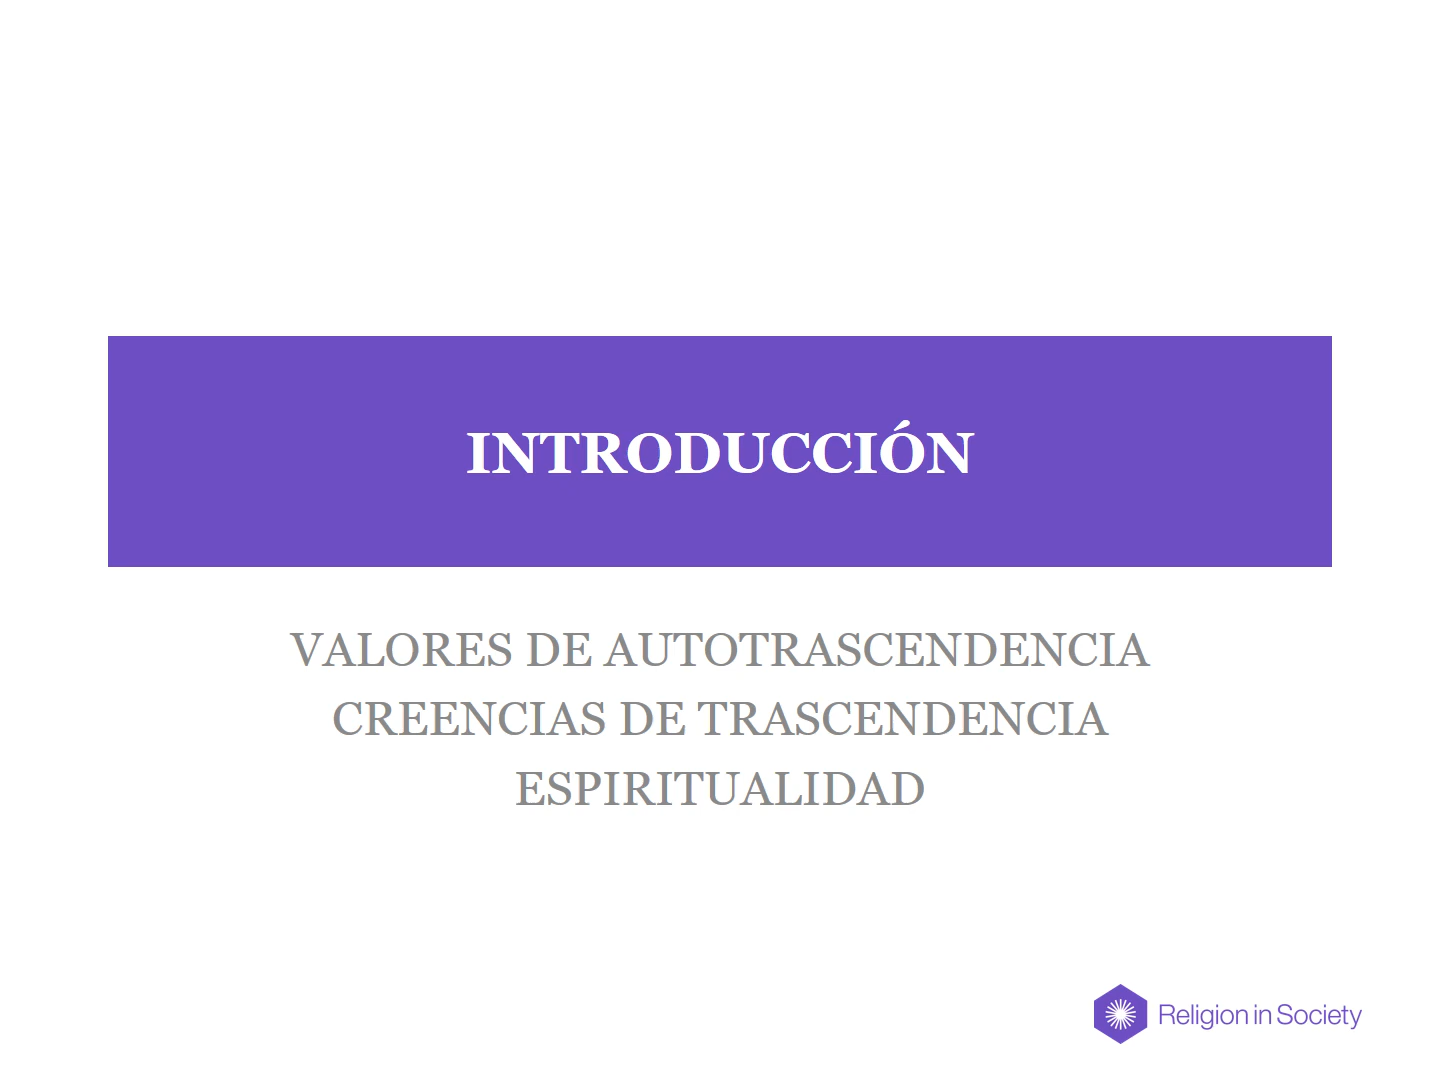 INTRODUCCIÓN
VALORES DE AUTOTRASCENDENCIA
CREENCIAS DE TRASCENDENCIA
ESPIRITUALIDAD
Religion in Society